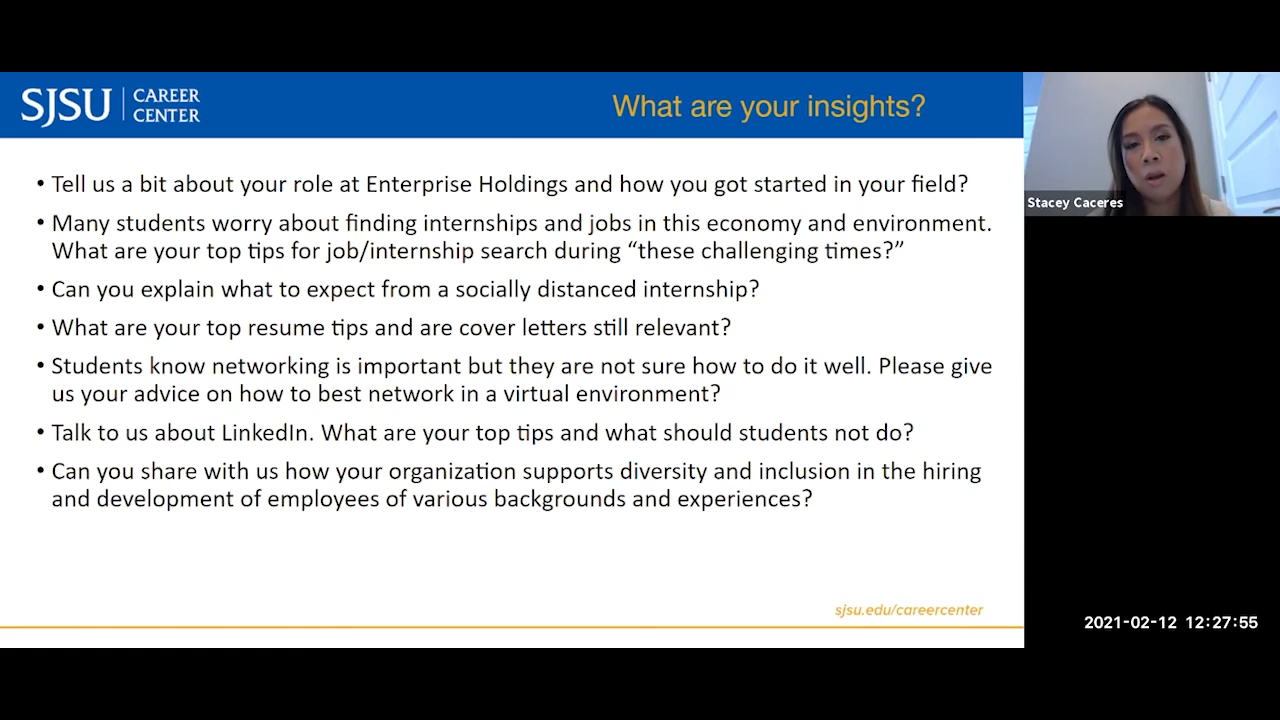 SJSU CAREER CENTER
What are your insights?
• Tell us a bit about your role at Enterprise Holdings and how you got started in your field?
• Many students worry about finding internships and jobs in this economy and environment.
What are your top tips for job/internship search during “these challenging times?”
• Can you explain what to expect from a socially distanced internship?
• What are your top resume tips and are cover letters still relevant?
• Students know networking is important but they are not sure how to do it well. Please give
us your advice on how to best network in a virtual environment?
• Talk to us about LinkedIn. What are your top tips and what should students not do?
• Can you share with us how your organization supports diversity and inclusion in the hiring
and development of employees of various backgrounds and experiences?
sjsu.edu/careercenter
Stacey Caceres
2021-02-12 12:27:55